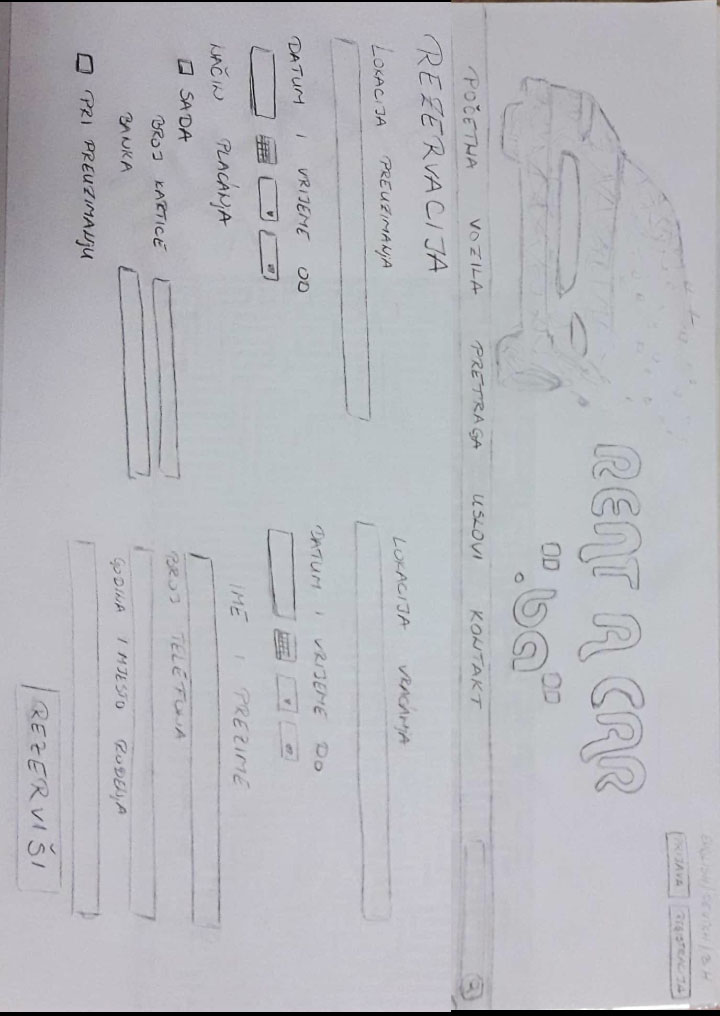 ENGLISH/DEUTCH/BH
PRIJAVA REGISTRACIJA
RENT A CAR
".ba"
POČETNA VOZILA PRETRAGA USLOVI KONTAKT
REZERVACIJA
LOKACIJA PREUZIMANJA
LOKACIJA VRAĆANJA
DATUM I VRIJEME OD
DATUM I VRIJEME DO
NAČIN PLAĆANJA
SADA
BROJ KARTICE
BANKA
PRI PREUZIMANJU
IME I PREZIME
BROJ TELEFONA
GODINA I MJESTO ROĐENJA
REZERVIŠI